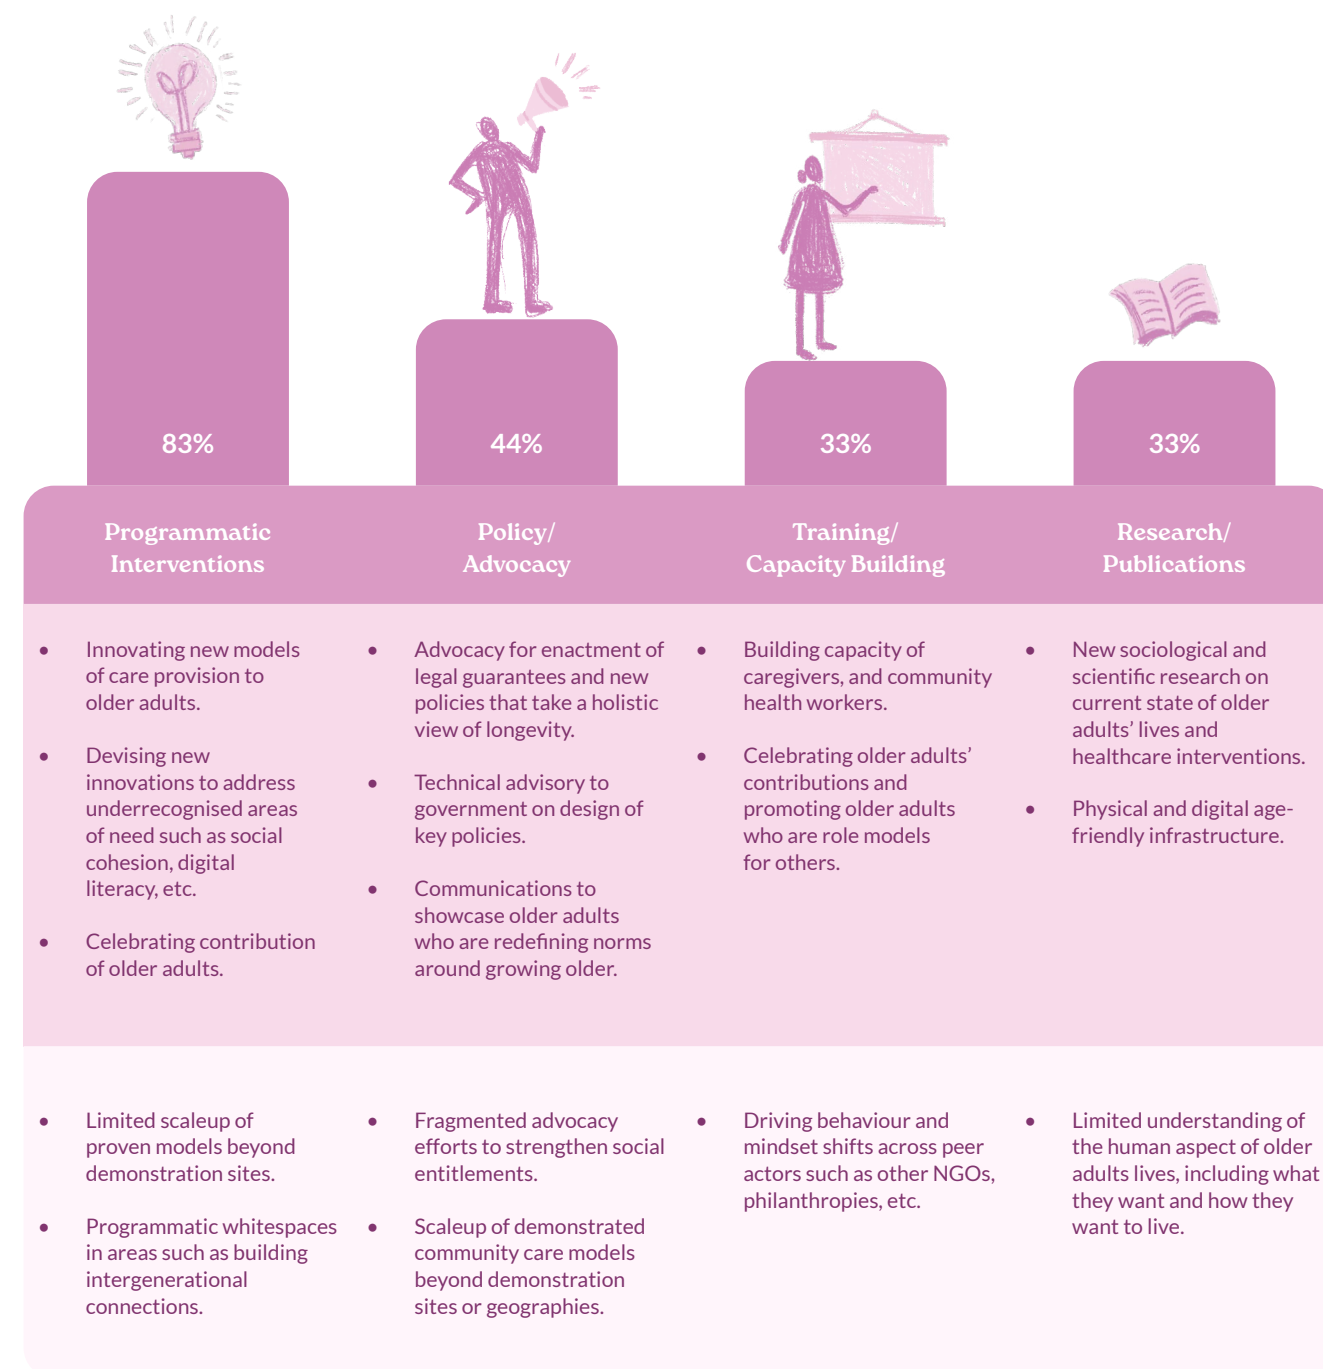 83%
44%
33%
33%
Programmatic
Interventions
Policy/
Advocacy
Training/
Capacity Building
Research/
Publications
• Innovating new models
of care provision to
older adults.
• Devising new
innovations to address
underrecognised areas
of need such as social
cohesion, digital
literacy, etc.
• Celebrating contribution
of older adults.
• Advocacy for enactment of
legal guarantees and new
policies that take a holistic
view of longevity.
• Technical advisory to
government on design of
key policies.
• Communications to
showcase older adults
who are redefining norms
around growing older.
• Building capacity of
caregivers, and community
health workers.
• Celebrating older adults’
contributions and
promoting older adults
who are role models
for others.
• New sociological and
scientific research on
current state of older
adults’ lives and
healthcare interventions.
• Physical and digital age-
friendly infrastructure.
• Limited scaleup of
proven models beyond
demonstration sites.
• Programmatic whitespaces
in areas such as building
intergenerational
connections.
• Fragmented advocacy
efforts to strengthen social
entitlements.
• Scaleup of demonstrated
community care models
beyond demonstration
sites or geographies.
• Driving behaviour and
mindset shifts across peer
actors such as other NGOs,
philanthropies, etc.
• Limited understanding of
the human aspect of older
adults lives, including what
they want and how they
want to live.